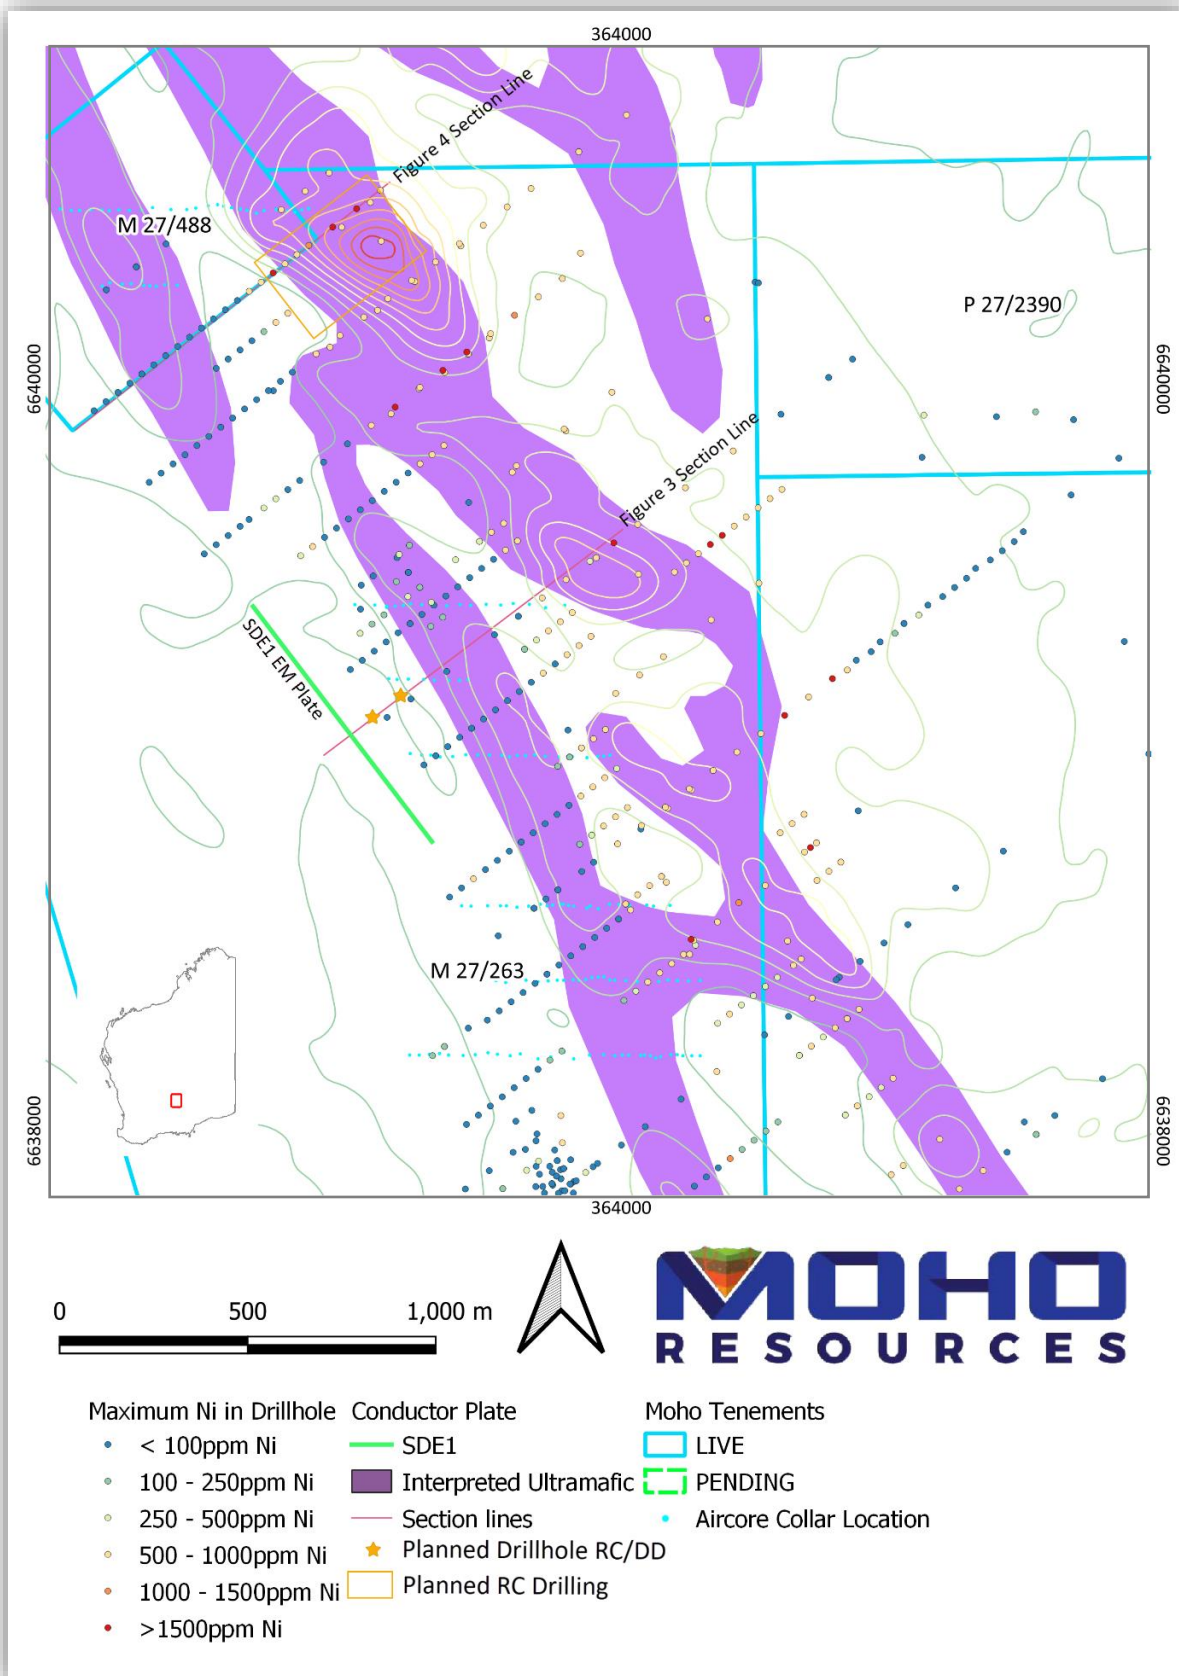 364000
Figure 4 Section Line
M 27/488
P 27/2390
6640000
6640000
Figure 3 Section Line
SDE1 EM Plate
M 27/263
6638000
6638000
364000
0 500 1,000 m
MOHO
RESOURCES
Maximum Ni in Drillhole
< 100ppm Ni
100 - 250ppm Ni
250 - 500ppm Ni
500 - 1000ppm Ni
1000 - 1500ppm Ni
>1500ppm Ni
Conductor Plate
SDE1
Interpreted Ultramafic
Section lines
Planned Drillhole RC/DD
Planned RC Drilling
Moho Tenements
LIVE
PENDING
Aircore Collar Location